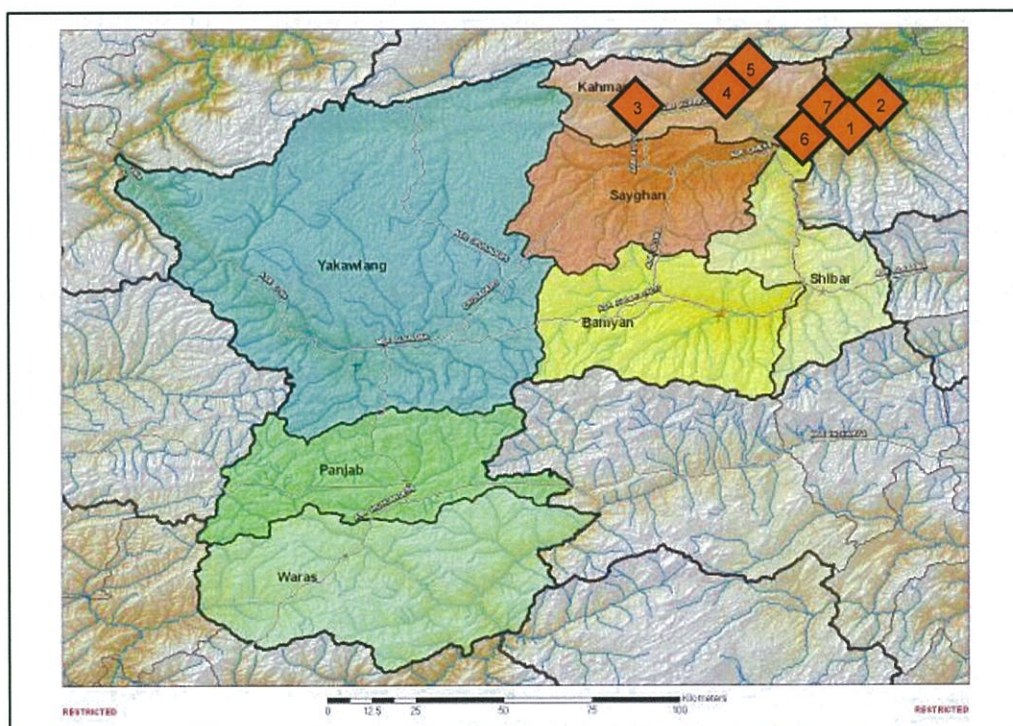 5
Kahmar
4
3
7
2
1
6
Sayghan
Yakawlang
Shibar
Bamyan
Panjab
Waras
Kilometers
0 12.5 25 50 75 100
RESTRICTED
RESTRICTED